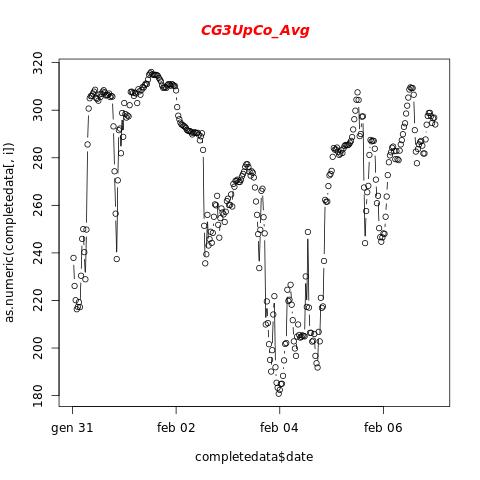 CG3UpCo_Avg
as.numeric(completedata[, i])
320
300
280
260
240
220
200
180
gen 31
feb 02
feb 04
feb 06
completedata$date